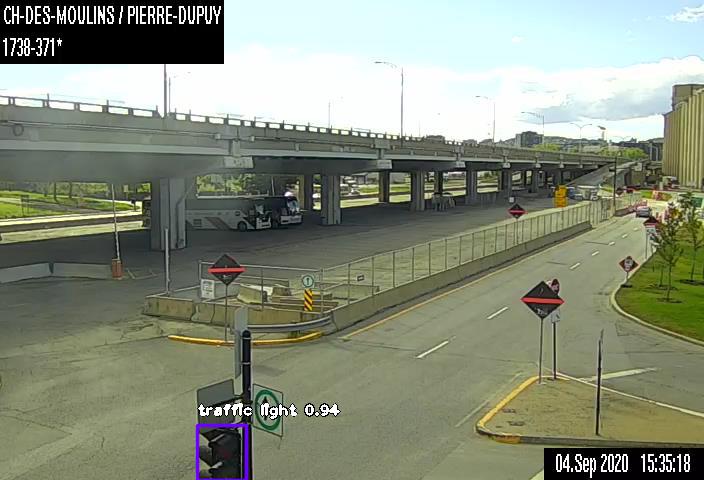 CH-DES-MOULINS / PIERRE-DUPUY
1738-371*
traffic light 0.94
04.Sep 2020 15:35:18